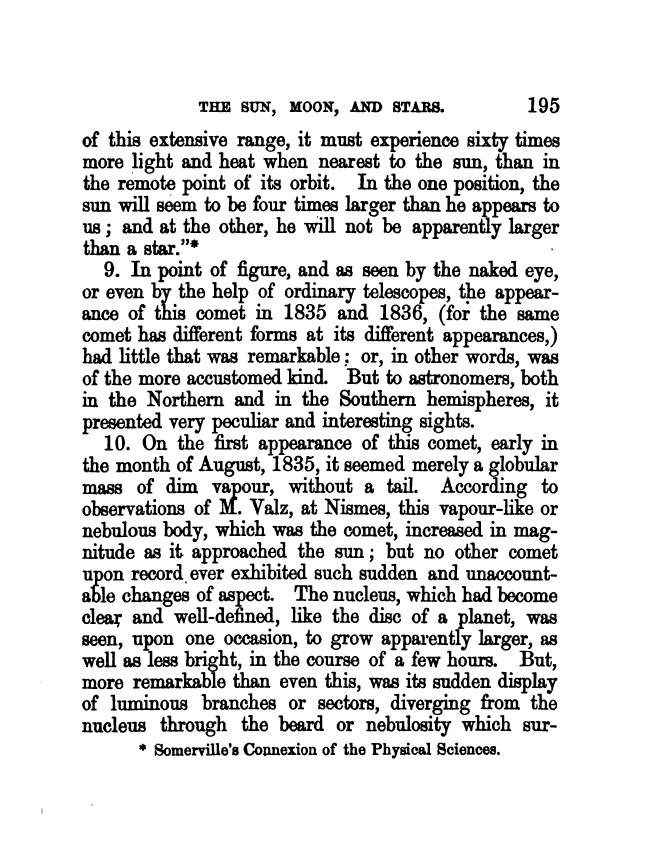 THE SUN, MOON, AND STARS. 195
of this extensive range, it must experience sixty times
more light and heat when nearest to the sun, than in
the remote point of its orbit. In the one position, the
sun will seem to be four times larger than he appears to
us; and at the other, he will not be apparently larger
than a star."*
9. In point of figure, and as seen by the naked eye,
or even by the help of ordinary telescopes, the appear-
ance of this comet in 1835 and 1836, (for the same
comet has different forms at its different appearances,)
had little that was remarkable; or, in other words, was
of the more accustomed kind. But to astronomers, both
in the Northern and in the Southern hemispheres, it
presented very peculiar and interesting sights.
10. On the first appearance of this comet, early in
the month of August, 1835, it seemed merely a globular
mass of dim vapour, without a tail. According to
observations of M. Valz, at Nismes, this vapour-like or
nebulous body, which was the comet, increased in mag-
nitude as it approached the sun; but no other comet
upon record ever exhibited such sudden and unaccount-
able changes of aspect. The nucleus, which had become
clear and well-defined, like the disc of a planet, was
seen, upon one occasion, to grow apparently larger, as
well as less bright, in the course of a few hours. But,
more remarkable than even this, was its sudden display
of luminous branches or sectors, diverging from the
nucleus through the beard or nebulosity which sur-
* Somerville's Connexion of the Physical Sciences.